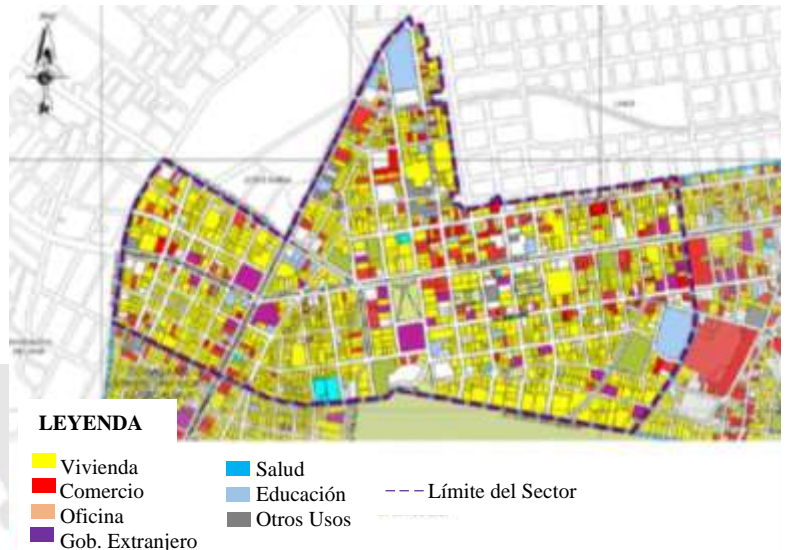 LEYENDA
Vivienda
Comercio
Oficina
Gob. Extranjero
Salud
Educación
Otros Usos
Límite del Sector